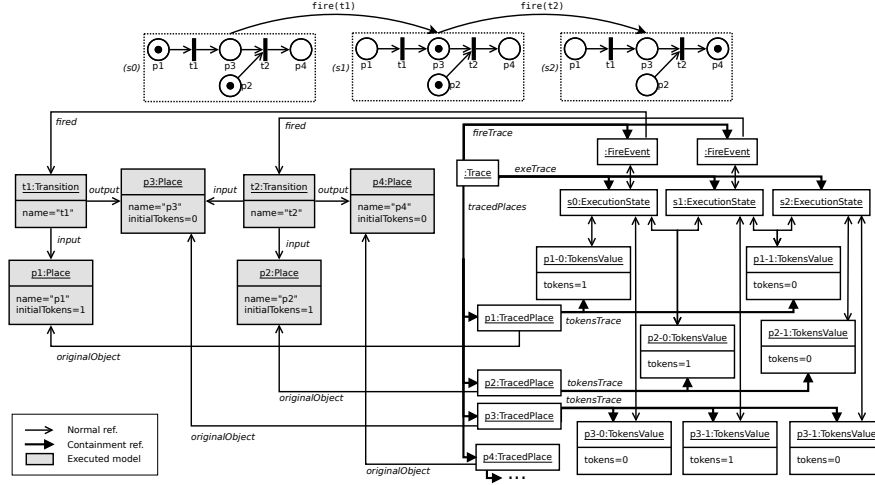 fire(t1)
fire(t2)
(s0)
p1
t1
p3
t2
p4
p2
(s1)
p1
t1
p3
t2
p4
p2
(s2)
p1
t1
p3
t2
p4
p2
fired
fired
fireTrace
:FireEvent
:FireEvent
:Trace
exeTrace
tracedPlaces
t1:Transition
name="t1"
output
p3:Place
name="p3"
initialTokens=0
input
t2:Transition
name="t2"
output
p4:Place
name="p4"
initialTokens=0
s0:ExecutionState
s1:ExecutionState
s2:ExecutionState
input
input
p1:Place
name="p1"
initialTokens=1
p2:Place
name="p2"
initialTokens=1
p1-0:TokensValue
tokens=1
p1-1:TokensValue
tokens=0
p1:TracedPlace
tokensTrace
originalObject
p2-0:TokensValue
tokens=1
p2-1:TokensValue
tokens=0
p2:TracedPlace
tokensTrace
originalObject
p3:TracedPlace
tokensTrace
originalObject
p3-0:TokensValue
tokens=0
p3-1:TokensValue
tokens=1
p3-1:TokensValue
tokens=0
p4:TracedPlace
originalObject
...
Normal ref.
Containment ref.
Executed model